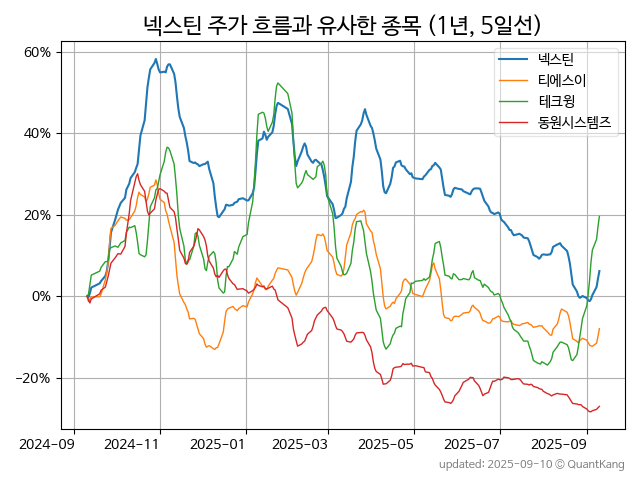 넥스틴 주가 흐름과 유사한 종목 (1년, 5일선)
넥스틴
티에스이
테크윙
동원시스템즈
60%
40%
20%
0%
−20%
2024-09
2024-11
2025-01
2025-03
2025-05
2025-07
2025-09
updated: 2025-09-10 © QuantKang